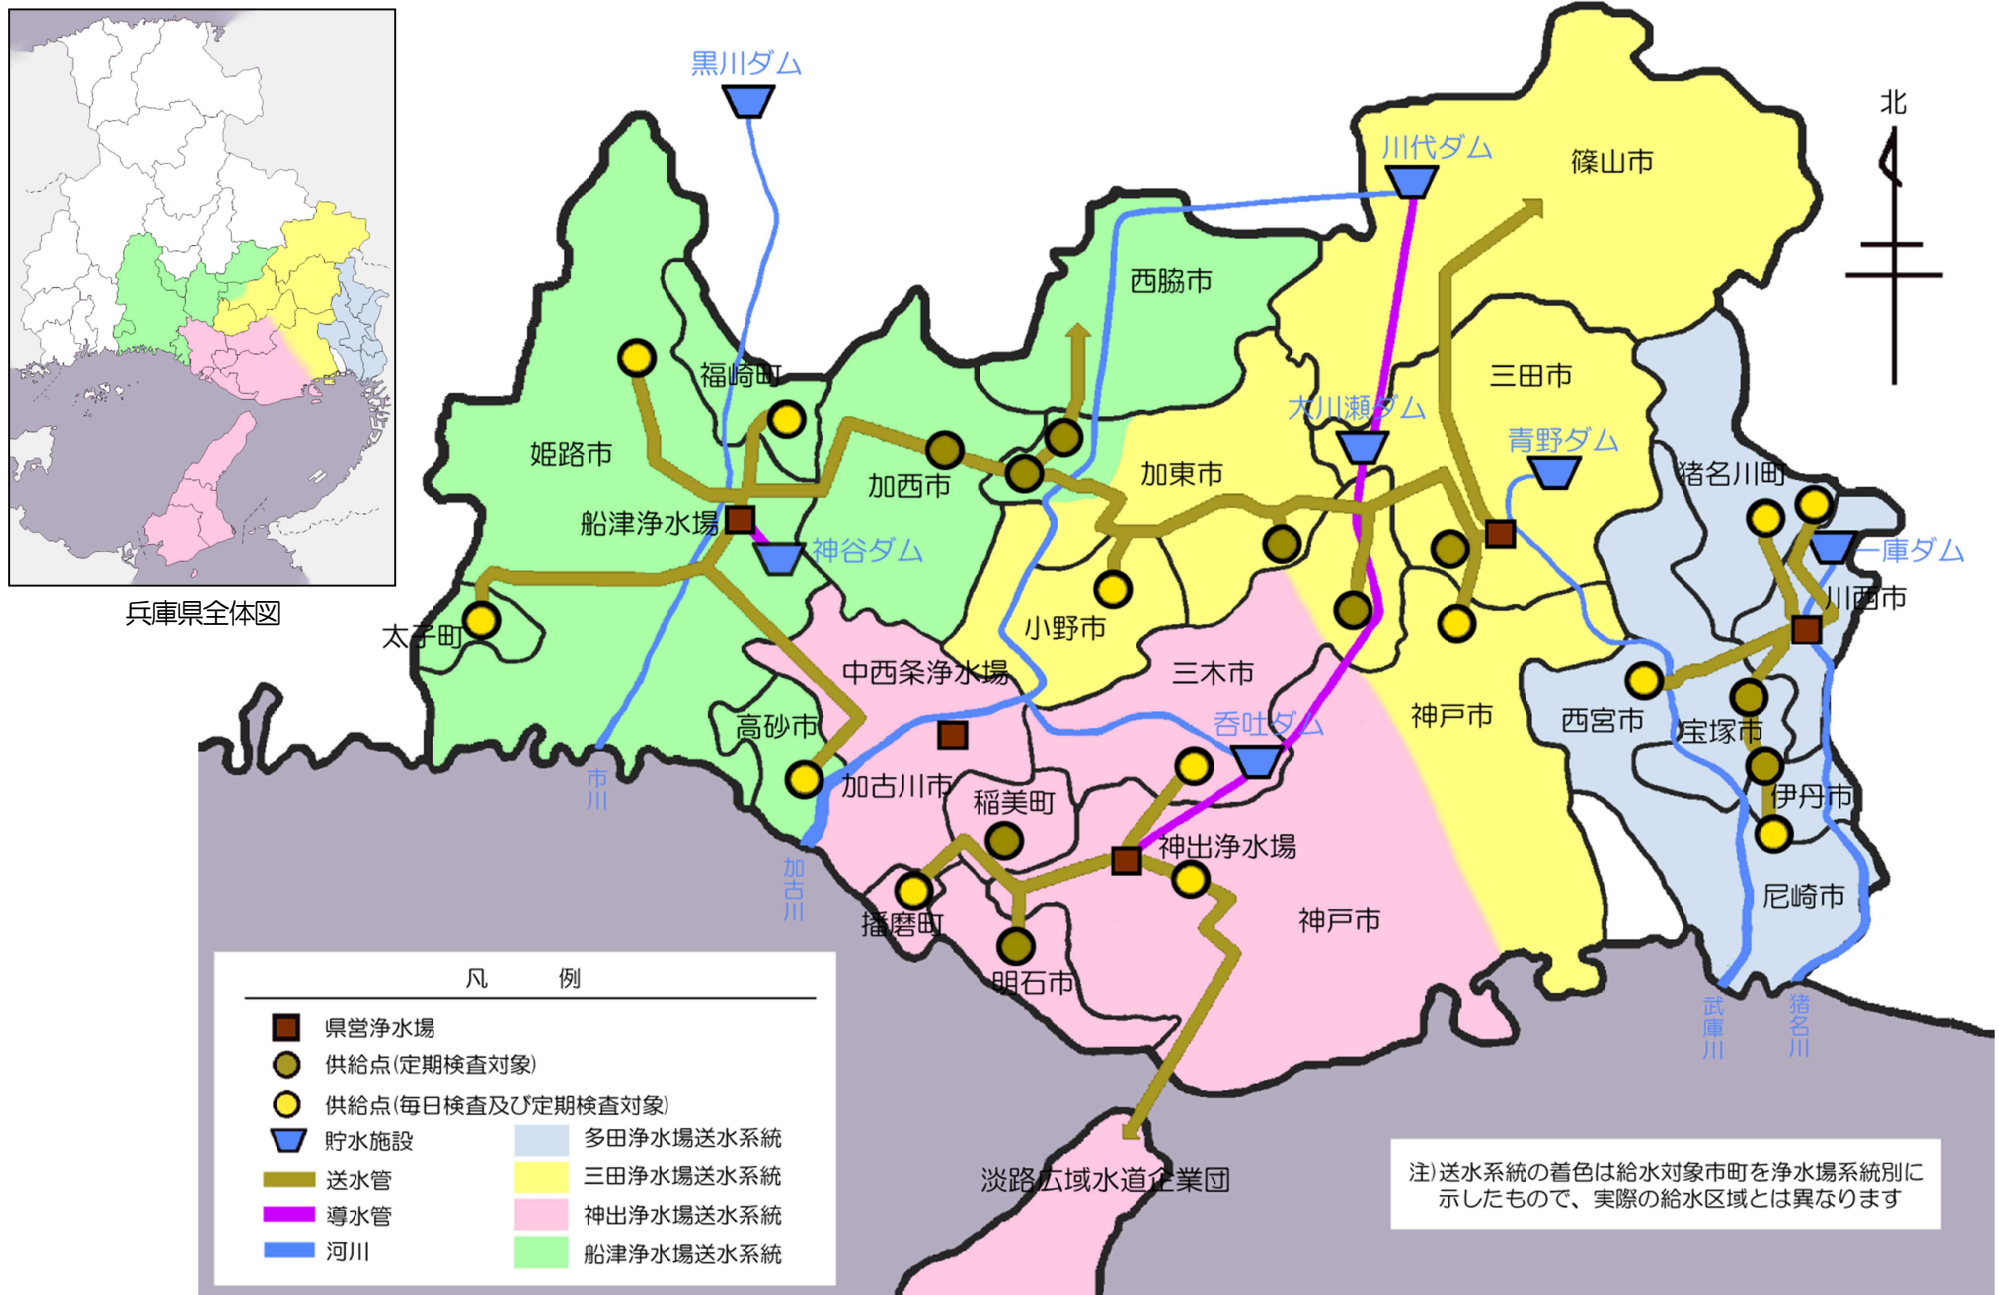 黒川ダム
川代ダム
北
篠山市
西脇市
福崎町
三田市
大川瀬ダム
青野ダム
姫路市
加西市
加東市
猪名川町
船津浄水場
神谷ダム
一庫ダム
川西市
兵庫県全体図
太子町
小野市
中西条浄水場
三木市
高砂市
呑吐ダム
神戸市
西宮市
宝塚市
市川
加古川市
稲美町
伊丹市
神出浄水場
加古川
播磨町
神戸市
尼崎市
明石市
武庫川
猪名川
淡路広域水道企業団
凡 例
県営浄水場
供給点(定期検査対象)
供給点(毎日検査及び定期検査対象)
貯水施設
送水管
導水管
河川
多田浄水場送水系統
三田浄水場送水系統
神出浄水場送水系統
船津浄水場送水系統
注)送水系統の着色は給水対象市町を浄水場系統別に
示したもので、実際の給水区域とは異なります